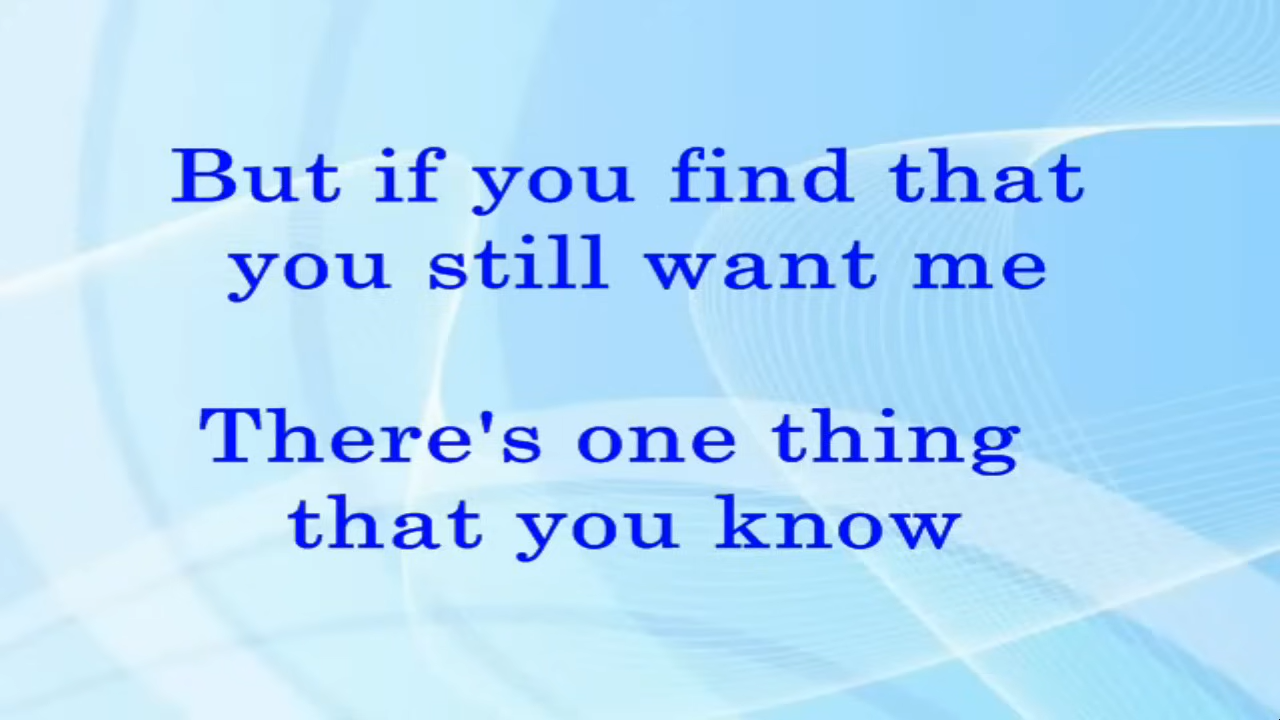 But if you find that
you still want me
There's one thing
that you know